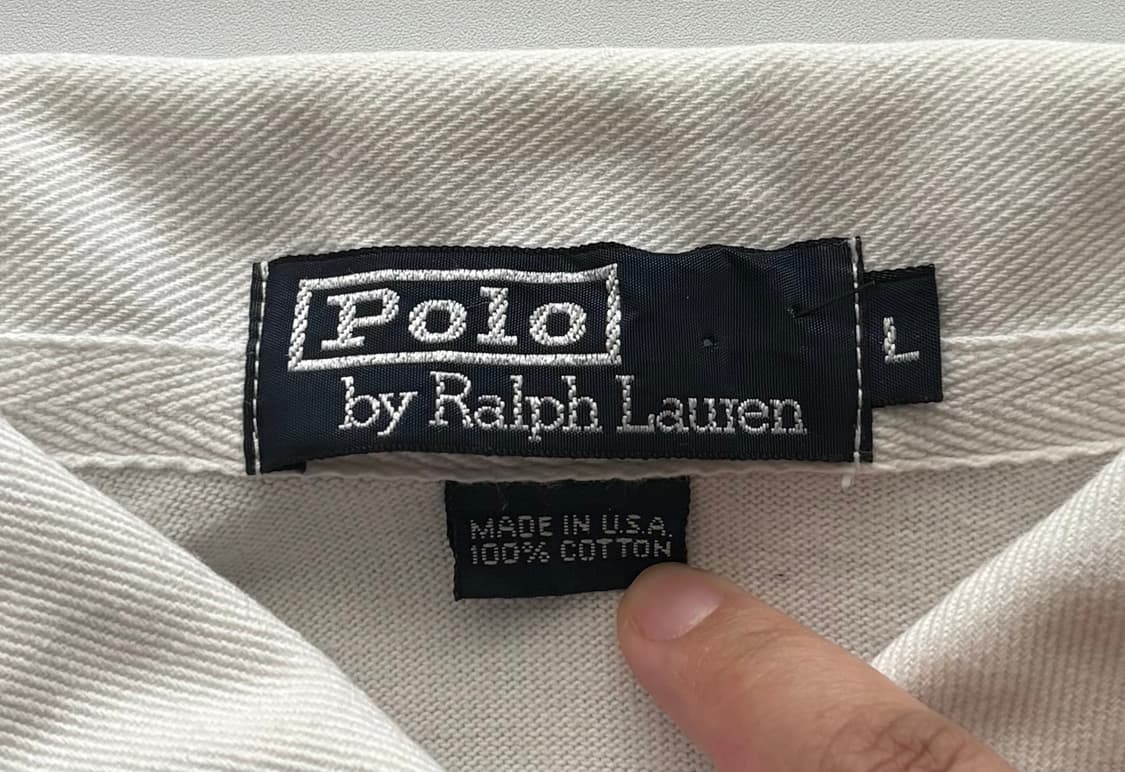 Polo
by Ralph Lauren
L
MADE IN U.S.A.
100% COTTON